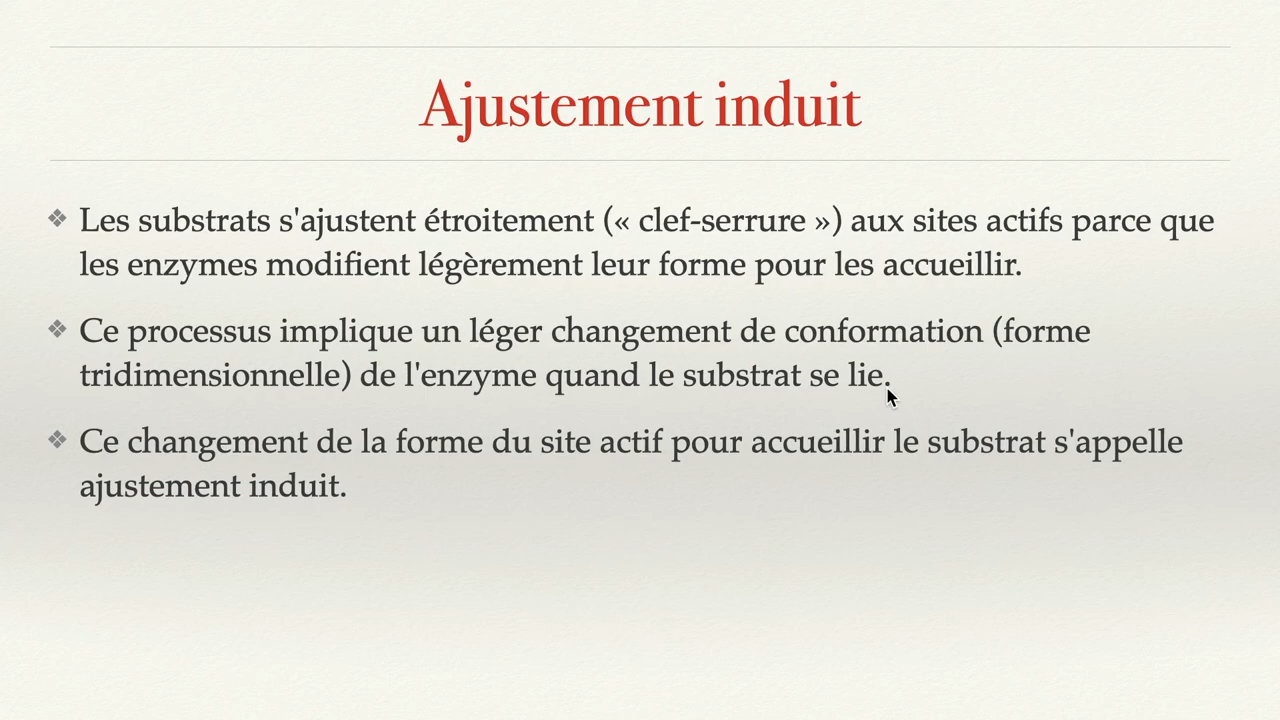 Ajustement induit
❖ Les substrats s'ajustent étroitement (« clef-serrure ») aux sites actifs parce que
les enzymes modifient légèrement leur forme pour les accueillir.
❖ Ce processus implique un léger changement de conformation (forme
tridimensionnelle) de l'enzyme quand le substrat se lie.
❖ Ce changement de la forme du site actif pour accueillir le substrat s'appelle
ajustement induit.